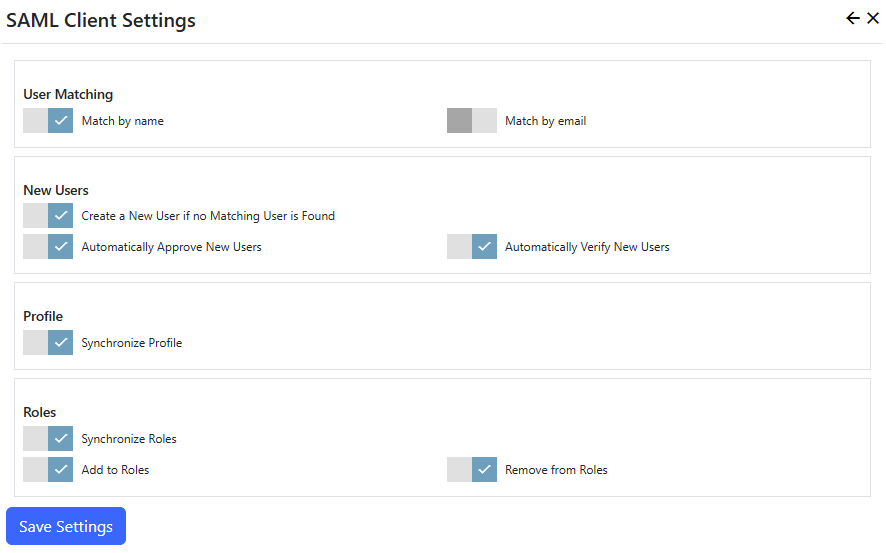 SAML Client Settings
User Matching
Match by name
Match by email
New Users
Create a New User if no Matching User is Found
Automatically Approve New Users
Automatically Verify New Users
Profile
Synchronize Profile
Roles
Synchronize Roles
Add to Roles
Remove from Roles
Save Settings